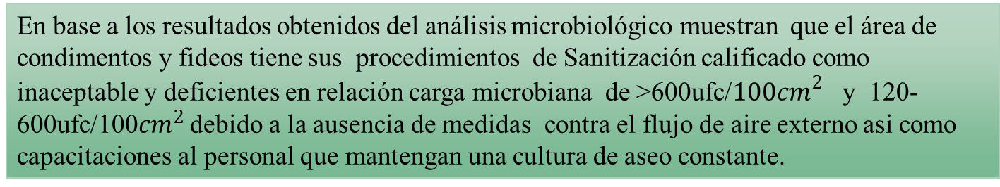 En base a los resultados obtenidos del análisis microbiológico muestran que el área de
condimentos y fideos tiene sus procedimientos de Sanitización calificado como
inaceptable y deficientes en relación carga microbiana de >600ufc/100cm² y 120-
600ufc/100cm² debido a la ausencia de medidas contra el flujo de aire externo asi como
capacitaciones al personal que mantengan una cultura de aseo constante.